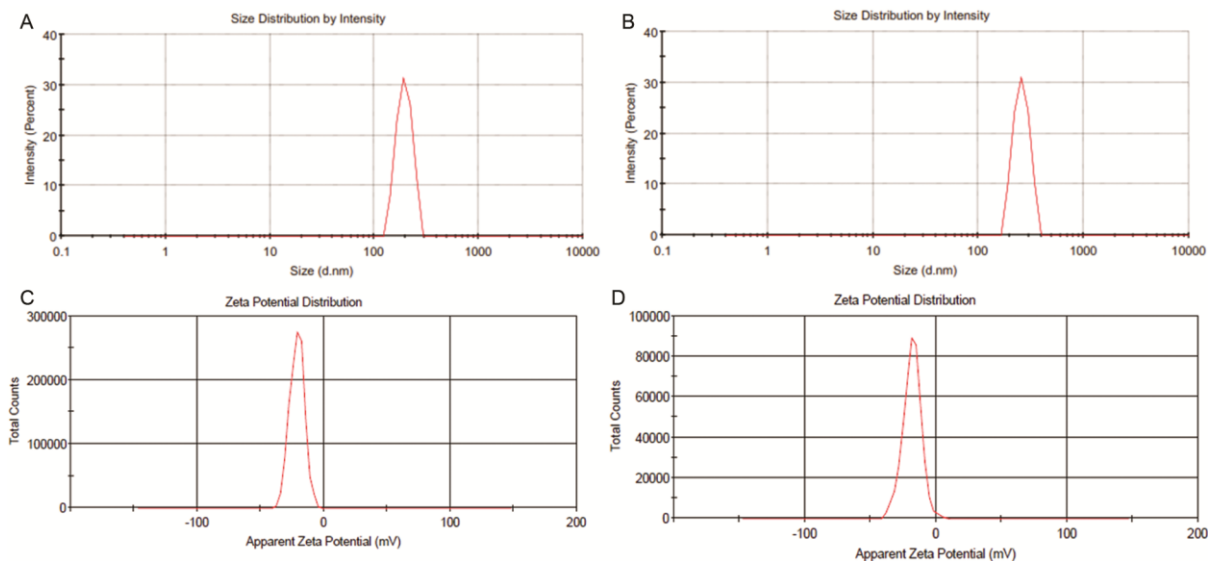 A
Size Distribution by Intensity
40
30
20
10
0
Intensity (Percent)
0.1 1 10 100 1000 10000
Size (d.nm)
B
Size Distribution by Intensity
40
30
20
10
0
Intensity (Percent)
0.1 1 10 100 1000 10000
Size (d.nm)
C
Zeta Potential Distribution
300000
200000
100000
0
Total Counts
-100 0 100 200
Apparent Zeta Potential (mV)
D
Zeta Potential Distribution
100000
80000
60000
40000
20000
0
Total Counts
-100 0 100 200
Apparent Zeta Potential (mV)